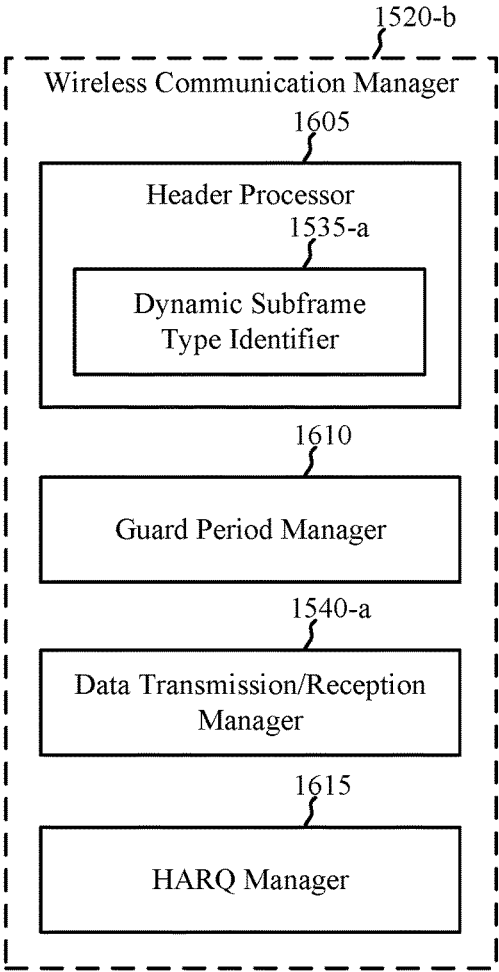 1520-b
Wireless Communication Manager
1605
Header Processor
1535-a
Dynamic Subframe
Type Identifier
1610
Guard Period Manager
1540-a
Data Transmission/Reception
Manager
1615
HARQ Manager